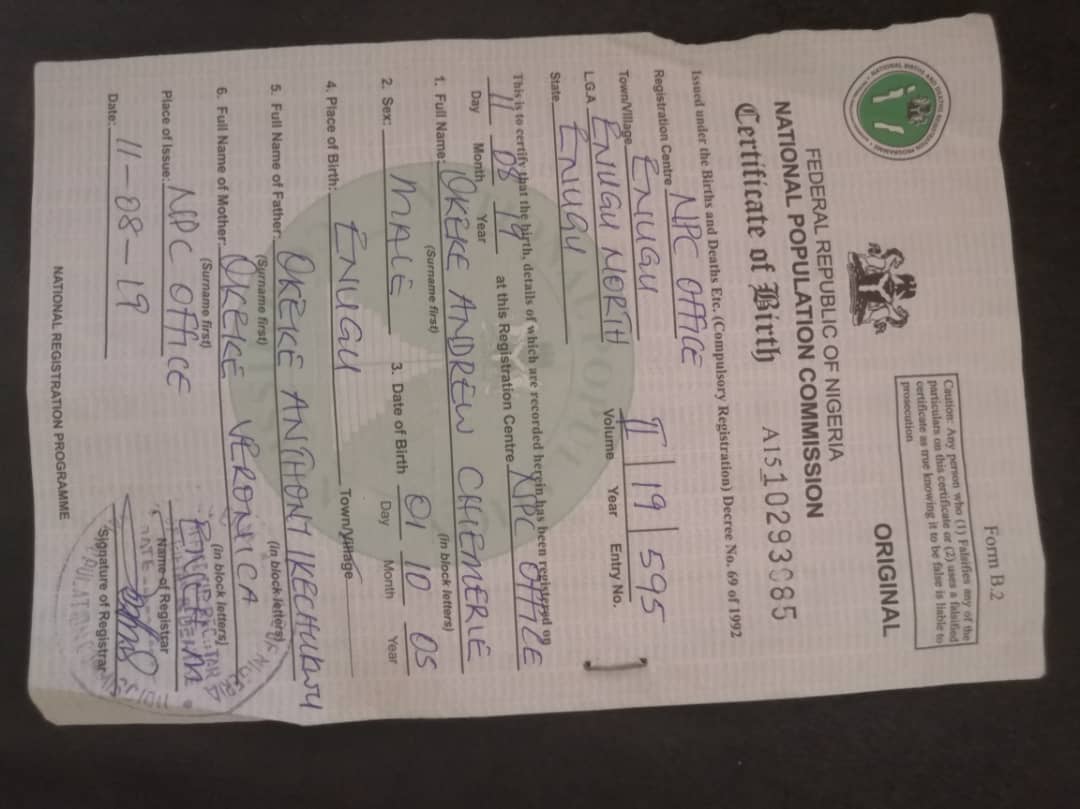 Form B.2
ORIGINAL
Caution: Any person who (1) Falsifies any of the
particulars on this certificate or (2) uses a falsified
certificate as true knowing it to be false is liable to
prosecution
FEDERAL REPUBLIC OF NIGERIA
NATIONAL POPULATION COMMISSION
Certificate of Birth
Issued under the Births and Deaths Etc. (Compulsory Registration) Decree No. 69 of 1992
Registration Centre NPC OFFICE
Town/Village ENUGU II 19 595
L.G.A ENUGU NORTH Volume Year Entry No.
State ENUGU
This is to certify that the birth, details of which are recorded herein has been registered on
11 08 19 at this Registration Centre NPC OFFICE
Day Month Year
1. Full Name: OKEKE ANDREW CHIEMERIE
(Surname first) (in block letters)
2. Sex: MALE 3. Date of Birth 01 10 05
Day Month Year
4. Place of Birth: ENUGU Town/Village
5. Full Name of Father: OKEKE ANTHONY IKECHUKWU
(Surname first) (in block letters)
6. Full Name of Mother: OKEKE VERONICA
(Surname first) (in block letters)
Place of Issue: NPC OFFICE Name of Registrar
Date: 11-08-19 Signature of Registrar
NATIONAL REGISTRATION PROGRAMME